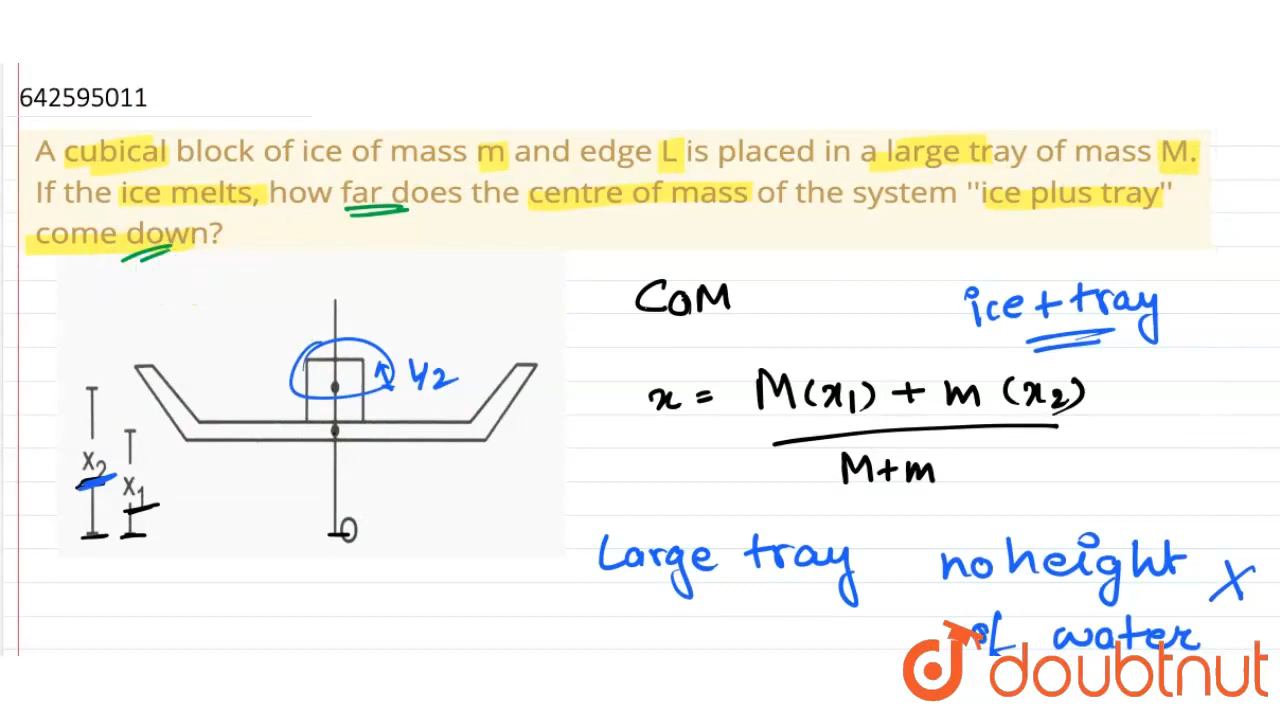 642595011
A cubical block of ice of mass m and edge L is placed in a large tray of mass M.
If the ice melts, how far does the centre of mass of the system ''ice plus tray''
come down?
COM
ice + tray
L/2
x = M(x1) + m (x2)
M+m
x2
x1
O
Large tray no height X
of water
doubtnut